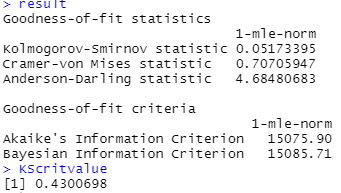 > result
Goodness-of-fit statistics
                             1-mle-norm
Kolmogorov-Smirnov statistic 0.05173395
Cramer-von Mises statistic   0.70705947
Anderson-Darling statistic   4.68480683

Goodness-of-fit criteria
                               1-mle-norm
Akaike's Information Criterion   15075.90
Bayesian Information Criterion   15085.71
> KScritvalue
[1] 0.4300698